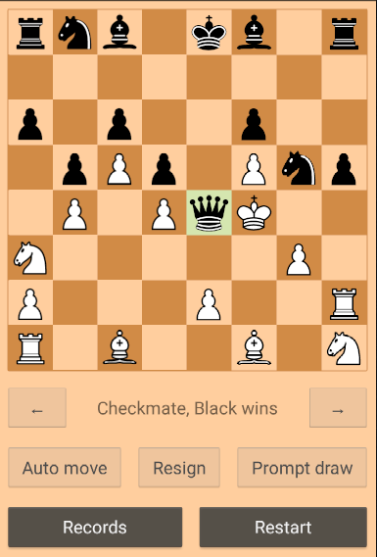 ←
Checkmate, Black wins
→
Auto move
Resign
Prompt draw
Records
Restart